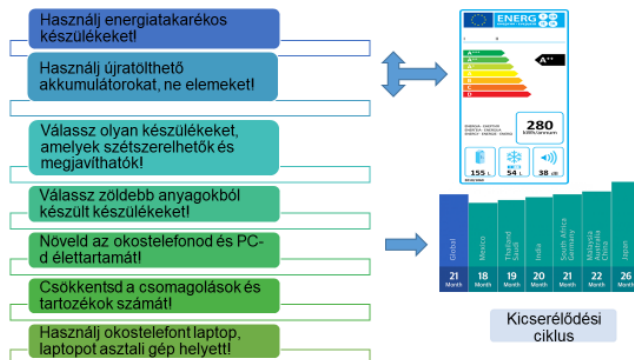 Használj energiatakarékos
készülékeket!
Használj újratölthető
akkumulátorokat, ne elemeket!
Válassz olyan készülékeket,
amelyek szétszerelhetők és
megjavíthatók!
Válassz zöldebb anyagokból
készült készülékeket!
Növeld az okostelefonod és PC-
d élettartamát!
Csökkentsd a csomagolások és
tartozékok számát!
Használj okostelefont laptop,
laptopot asztali gép helyett!
ENERG
A+++
A++
A+
A
B
C
D
A++
280
kWh/annum
155 L
54 L
38 dB
Global
Mexico
Thailand
Saudi
India
South Africa
Germany
Malaysia
Australia
China
Japan
21
18
19
20
21
22
26
Month
Month
Month
Month
Month
Month
Month
Kicserélődési
ciklus